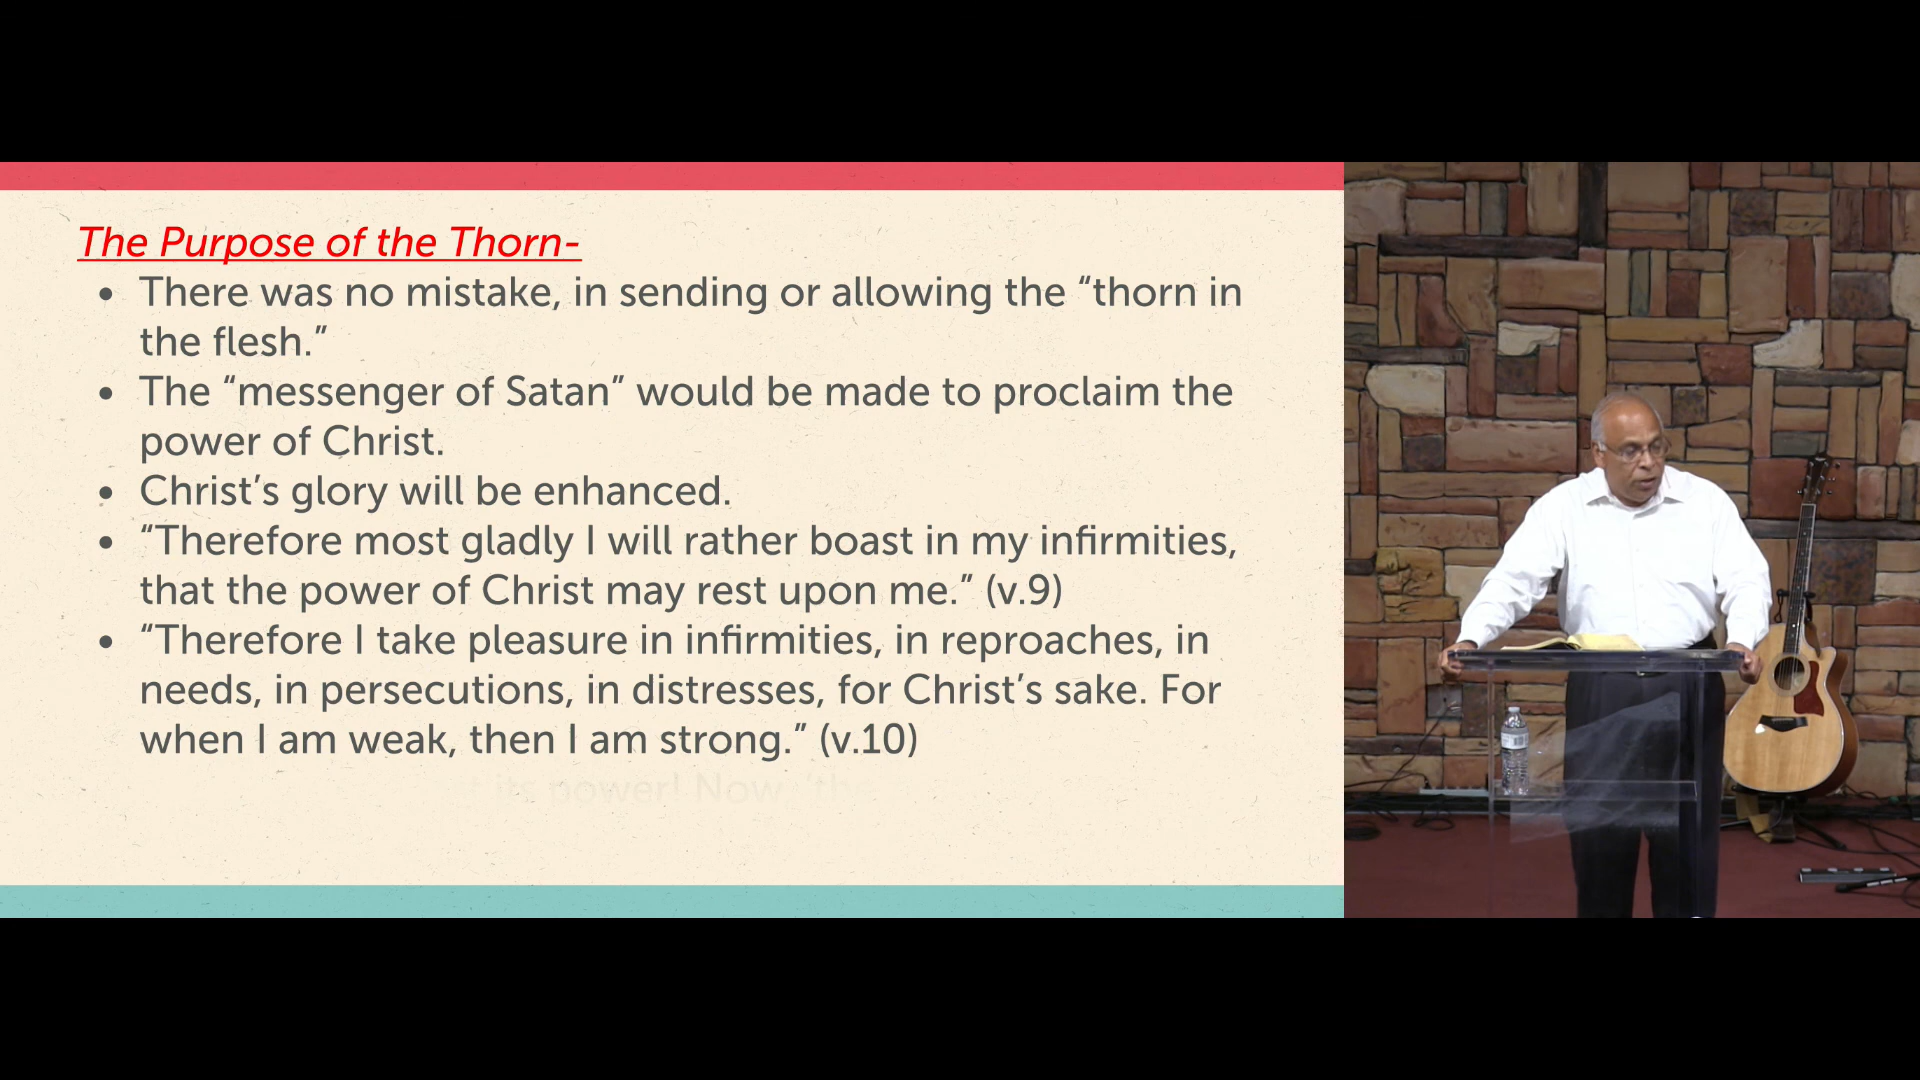 The Purpose of the Thorn-
• There was no mistake, in sending or allowing the “thorn in
the flesh.”
• The “messenger of Satan” would be made to proclaim the
power of Christ.
• Christ’s glory will be enhanced.
• “Therefore most gladly I will rather boast in my infirmities,
that the power of Christ may rest upon me.” (v.9)
• “Therefore I take pleasure in infirmities, in reproaches, in
needs, in persecutions, in distresses, for Christ’s sake. For
when I am weak, then I am strong.” (v.10)
its power! Now